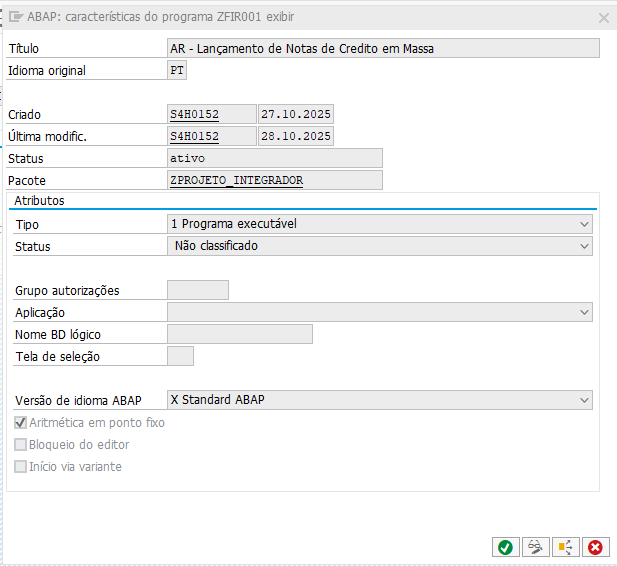 ABAP: características do programa ZFIR001 exibir
Título AR - Lançamento de Notas de Credito em Massa
Idioma original PT
Criado S4H0152 27.10.2025
Última modific. S4H0152 28.10.2025
Status ativo
Pacote ZPROJETO_INTEGRADOR
Atributos
Tipo 1 Programa executável
Status Não classificado
Grupo autorizações
Aplicação
Nome BD lógico
Tela de seleção
Versão de idioma ABAP X Standard ABAP
Aritmética em ponto fixo
Bloqueio do editor
Início via variante